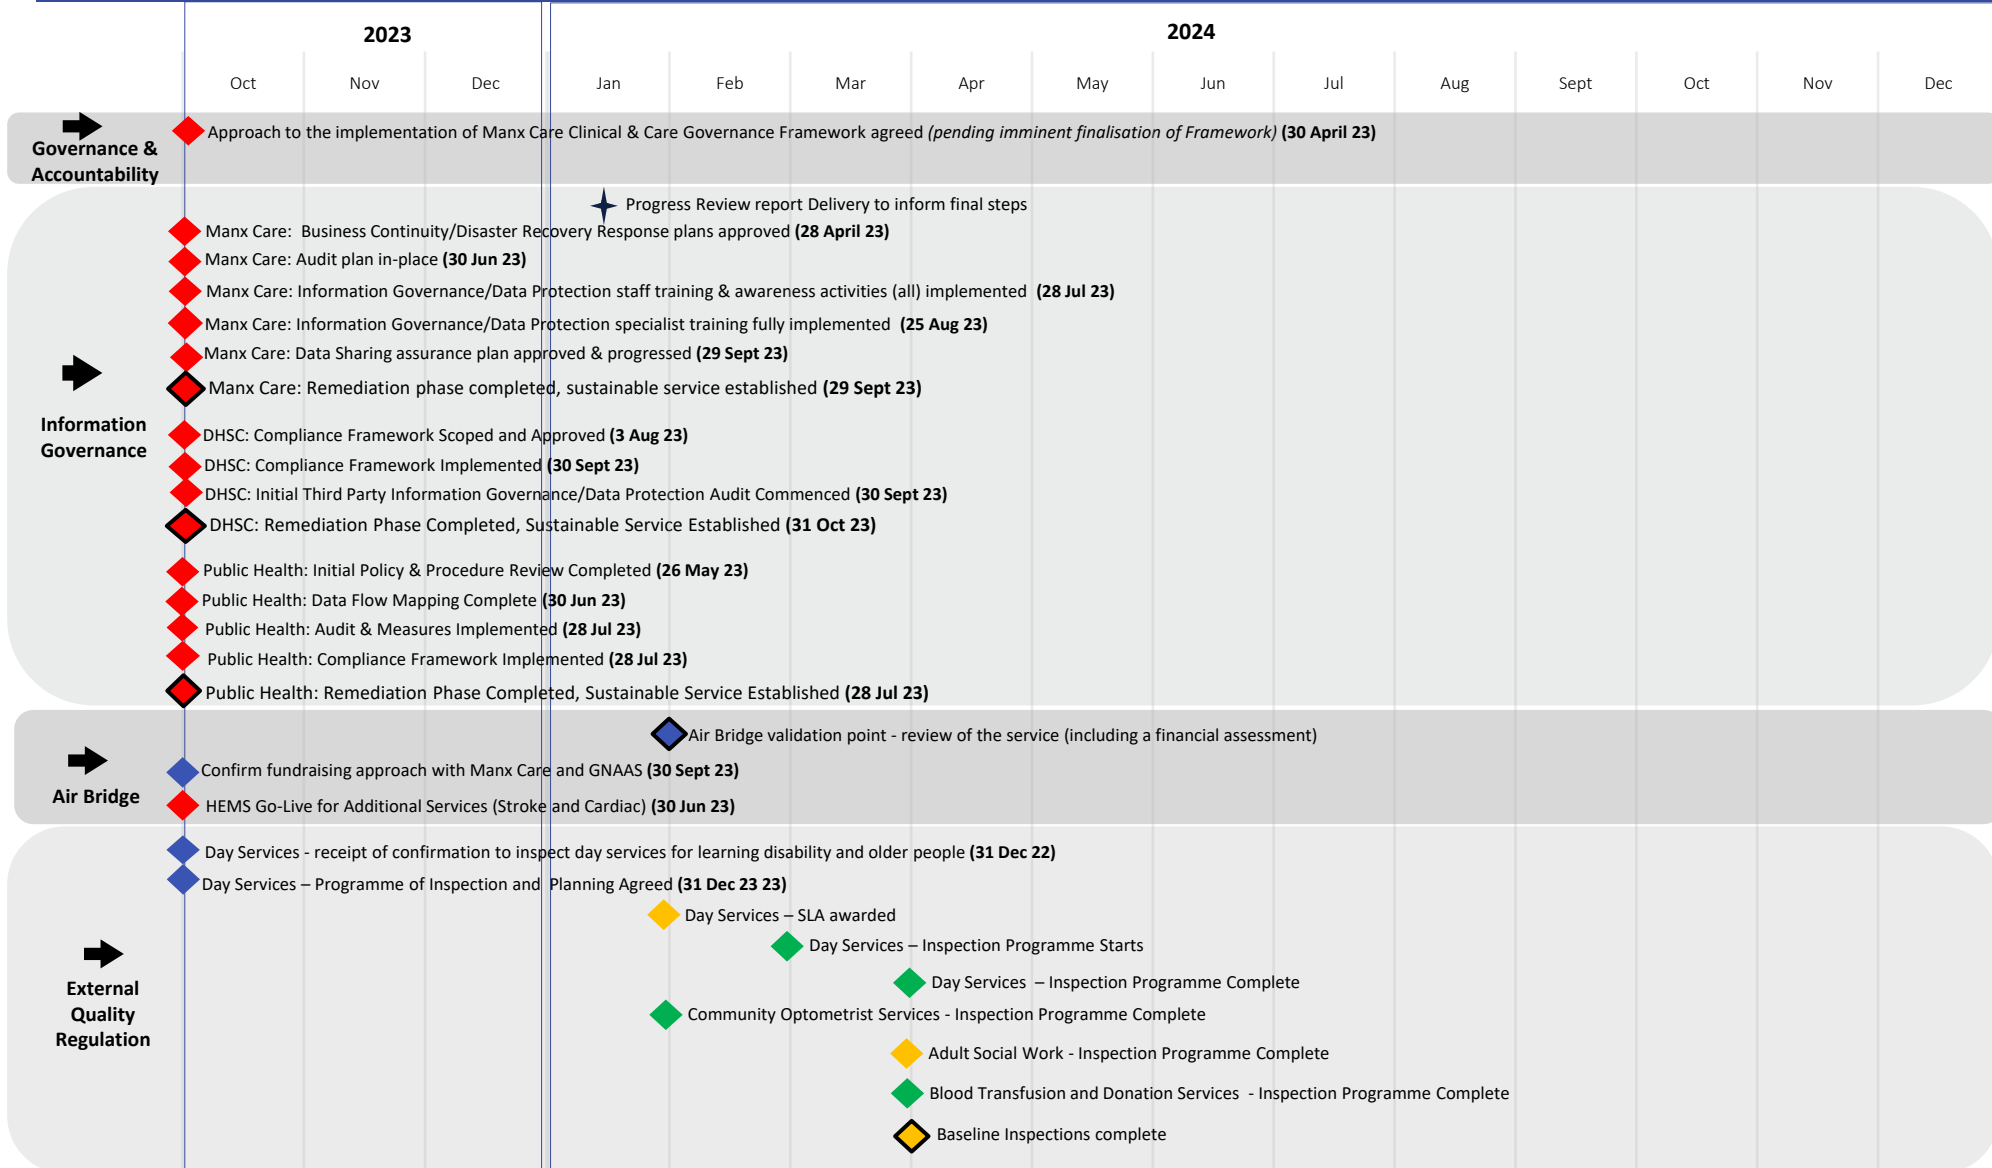 2023
2024
Oct
Nov
Dec
Jan
Feb
Mar
Apr
May
Jun
Jul
Aug
Sept
Oct
Nov
Dec
Governance &
Accountability
Approach to the implementation of Manx Care Clinical & Care Governance Framework agreed (pending imminent finalisation of Framework) (30 April 23)
Information
Governance
Progress Review report Delivery to inform final steps
Manx Care: Business Continuity/Disaster Recovery Response plans approved (28 April 23)
Manx Care: Audit plan in-place (30 Jun 23)
Manx Care: Information Governance/Data Protection staff training & awareness activities (all) implemented (28 Jul 23)
Manx Care: Information Governance/Data Protection specialist training fully implemented (25 Aug 23)
Manx Care: Data Sharing assurance plan approved & progressed (29 Sept 23)
Manx Care: Remediation phase completed, sustainable service established (29 Sept 23)
DHSC: Compliance Framework Scoped and Approved (3 Aug 23)
DHSC: Compliance Framework Implemented (30 Sept 23)
DHSC: Initial Third Party Information Governance/Data Protection Audit Commenced (30 Sept 23)
DHSC: Remediation Phase Completed, Sustainable Service Established (31 Oct 23)
Public Health: Initial Policy & Procedure Review Completed (26 May 23)
Public Health: Data Flow Mapping Complete (30 Jun 23)
Public Health: Audit & Measures Implemented (28 Jul 23)
Public Health: Compliance Framework Implemented (28 Jul 23)
Public Health: Remediation Phase Completed, Sustainable Service Established (28 Jul 23)
Air Bridge
Air Bridge validation point - review of the service (including a financial assessment)
Confirm fundraising approach with Manx Care and GNAAS (30 Sept 23)
HEMS Go-Live for Additional Services (Stroke and Cardiac) (30 Jun 23)
External
Quality
Regulation
Day Services - receipt of confirmation to inspect day services for learning disability and older people (31 Dec 22)
Day Services – Programme of Inspection and Planning Agreed (31 Dec 23 23)
Day Services – SLA awarded
Day Services – Inspection Programme Starts
Day Services – Inspection Programme Complete
Community Optometrist Services - Inspection Programme Complete
Adult Social Work - Inspection Programme Complete
Blood Transfusion and Donation Services - Inspection Programme Complete
Baseline Inspections complete